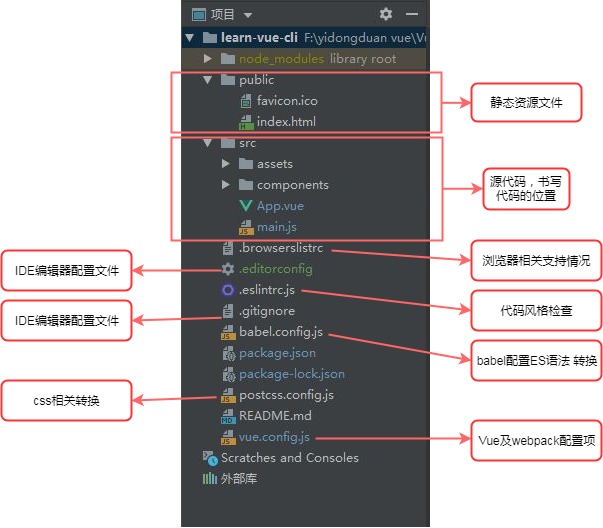 项目
learn-vue-cli F:\yidongduan vue\Vu
node_modules library root
public
favicon.ico
index.html
静态资源文件
src
assets
components
App.vue
main.js
源代码，书写
代码的位置
.browserslistrc
浏览器相关支持情况
IDE编辑器配置文件
.editorconfig
.eslintrc.js
代码风格检查
IDE编辑器配置文件
.gitignore
babel.config.js
babel配置ES语法 转换
package.json
package-lock.json
css相关转换
postcss.config.js
README.md
vue.config.js
Vue及webpack配置项
Scratches and Consoles
外部库